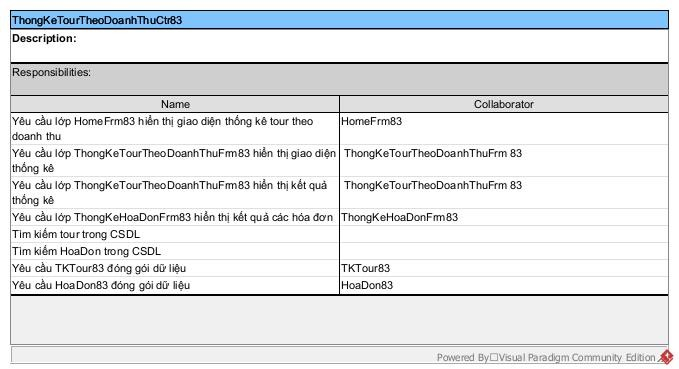 ThongKeTourTheoDoanhThuCtr83
Description:
Responsibilities:
Name
Collaborator
Yêu cầu lớp HomeFrm83 hiển thị giao diện thống kê tour theo
doanh thu
HomeFrm83
Yêu cầu lớp ThongKeTourTheoDoanhThuFrm83 hiển thị giao diện
thống kê
ThongKeTourTheoDoanhThuFrm 83
Yêu cầu lớp ThongKeTourTheoDoanhThuFrm83 hiển thị kết quả
thống kê
ThongKeTourTheoDoanhThuFrm 83
Yêu cầu lớp ThongKeHoaDonFrm83 hiển thị kết quả các hóa đơn
ThongKeHoaDonFrm83
Tìm kiếm tour trong CSDL
Tìm kiếm HoaDon trong CSDL
Yêu cầu TKTour83 đóng gói dữ liệu
TKTour83
Yêu cầu HoaDon83 đóng gói dữ liệu
HoaDon83
Powered By□Visual Paradigm Community Edition